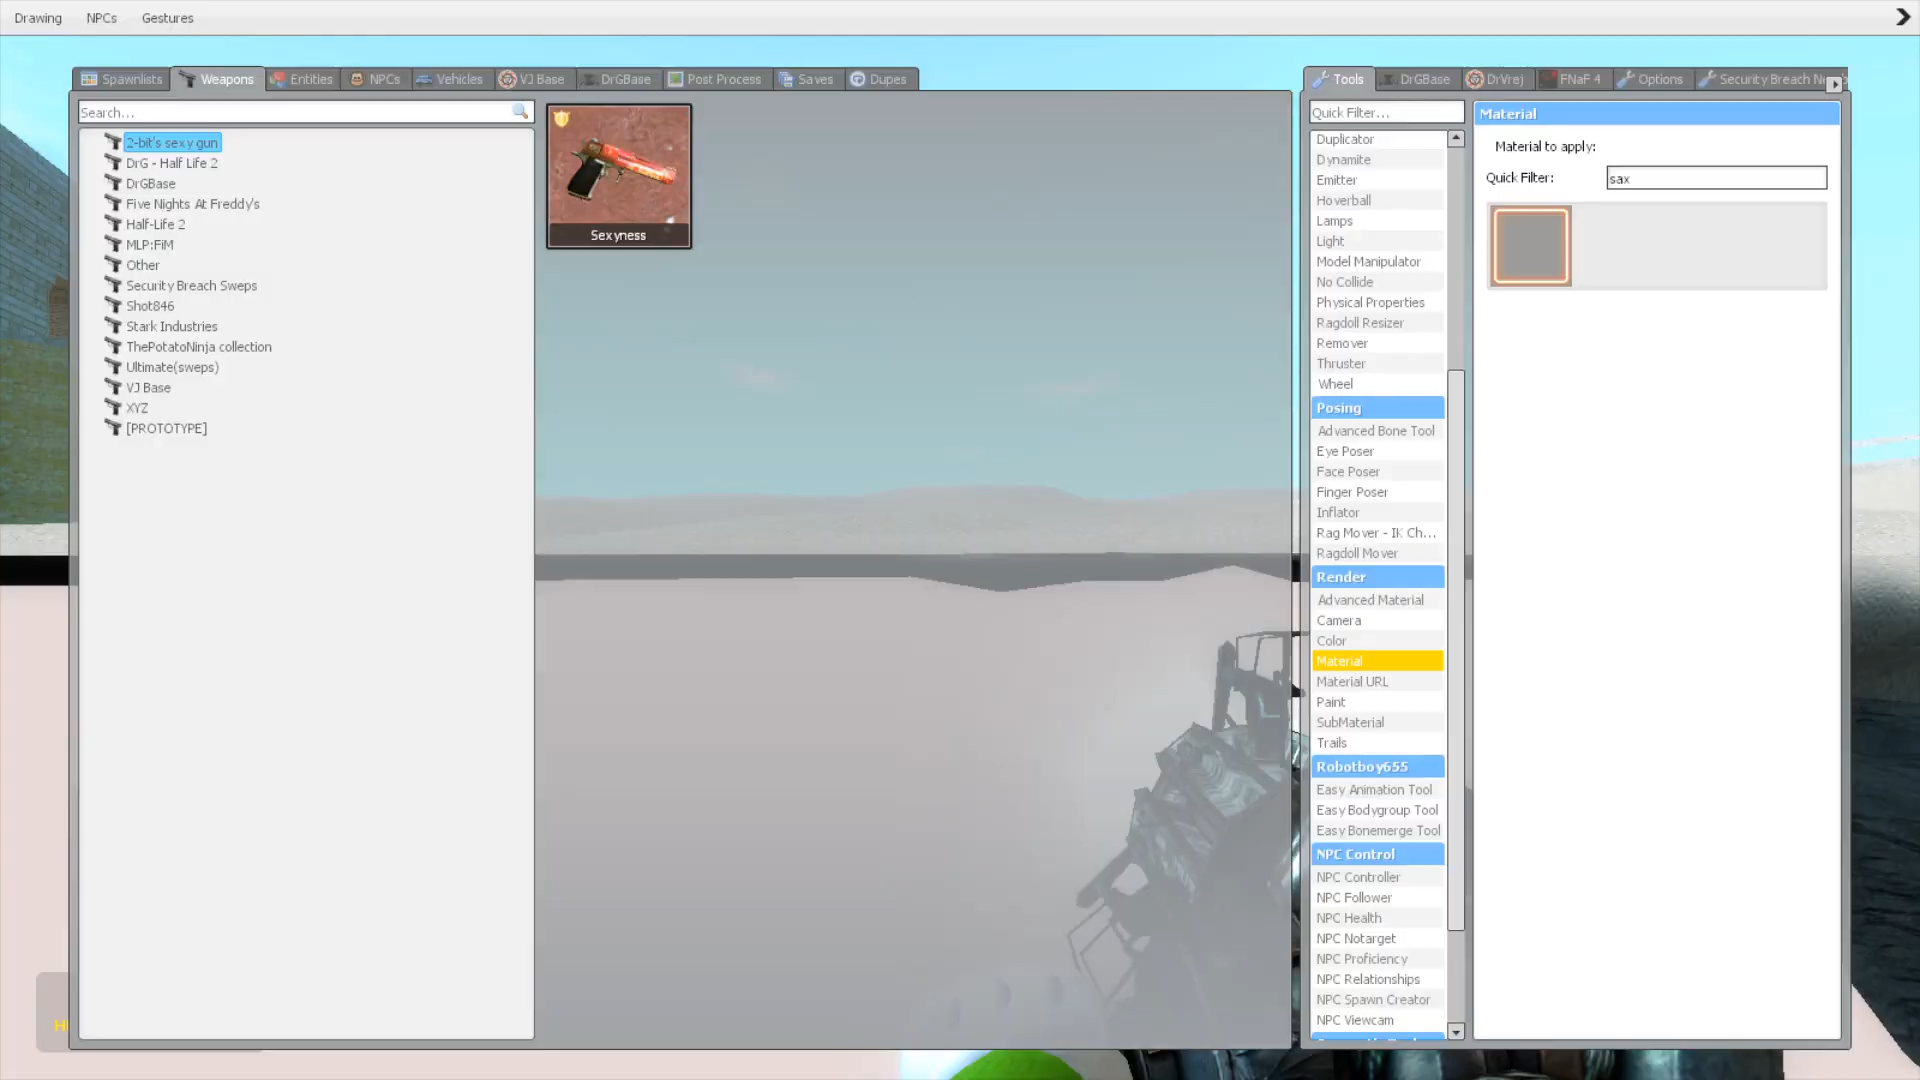 Drawing NPCs Gestures
Spawnlists Weapons Entities NPCs Vehicles VJ Base DrGBase Post Process Saves Dupes
Search...
2-bit's sexy gun
DrG - Half Life 2
DrGBase
Five Nights At Freddy's
Half-Life 2
MLP:FiM
Other
Security Breach Sweps
Shot846
Stark Industries
ThePotatoNinja collection
Ultimate(sweps)
VJ Base
XYZ
[PROTOTYPE]
Sexyness
Tools DrGBase DrVrej FNaF 4 Options Security Breach
Quick Filter...
Duplicator
Dynamite
Emitter
Hoverball
Lamps
Light
Model Manipulator
No Collide
Physical Properties
Ragdoll Resizer
Remover
Thruster
Wheel
Posing
Advanced Bone Tool
Eye Poser
Face Poser
Finger Poser
Inflator
Rag Mover - IK Ch...
Ragdoll Mover
Render
Advanced Material
Camera
Color
Material
Material URL
Paint
SubMaterial
Trails
Robotboy655
Easy Animation Tool
Easy Bodygroup Tool
Easy Bonemerge Tool
NPC Control
NPC Controller
NPC Follower
NPC Health
NPC Notarget
NPC Proficiency
NPC Relationships
NPC Spawn Creator
NPC Viewcam
Material
Material to apply:
Quick Filter: sax